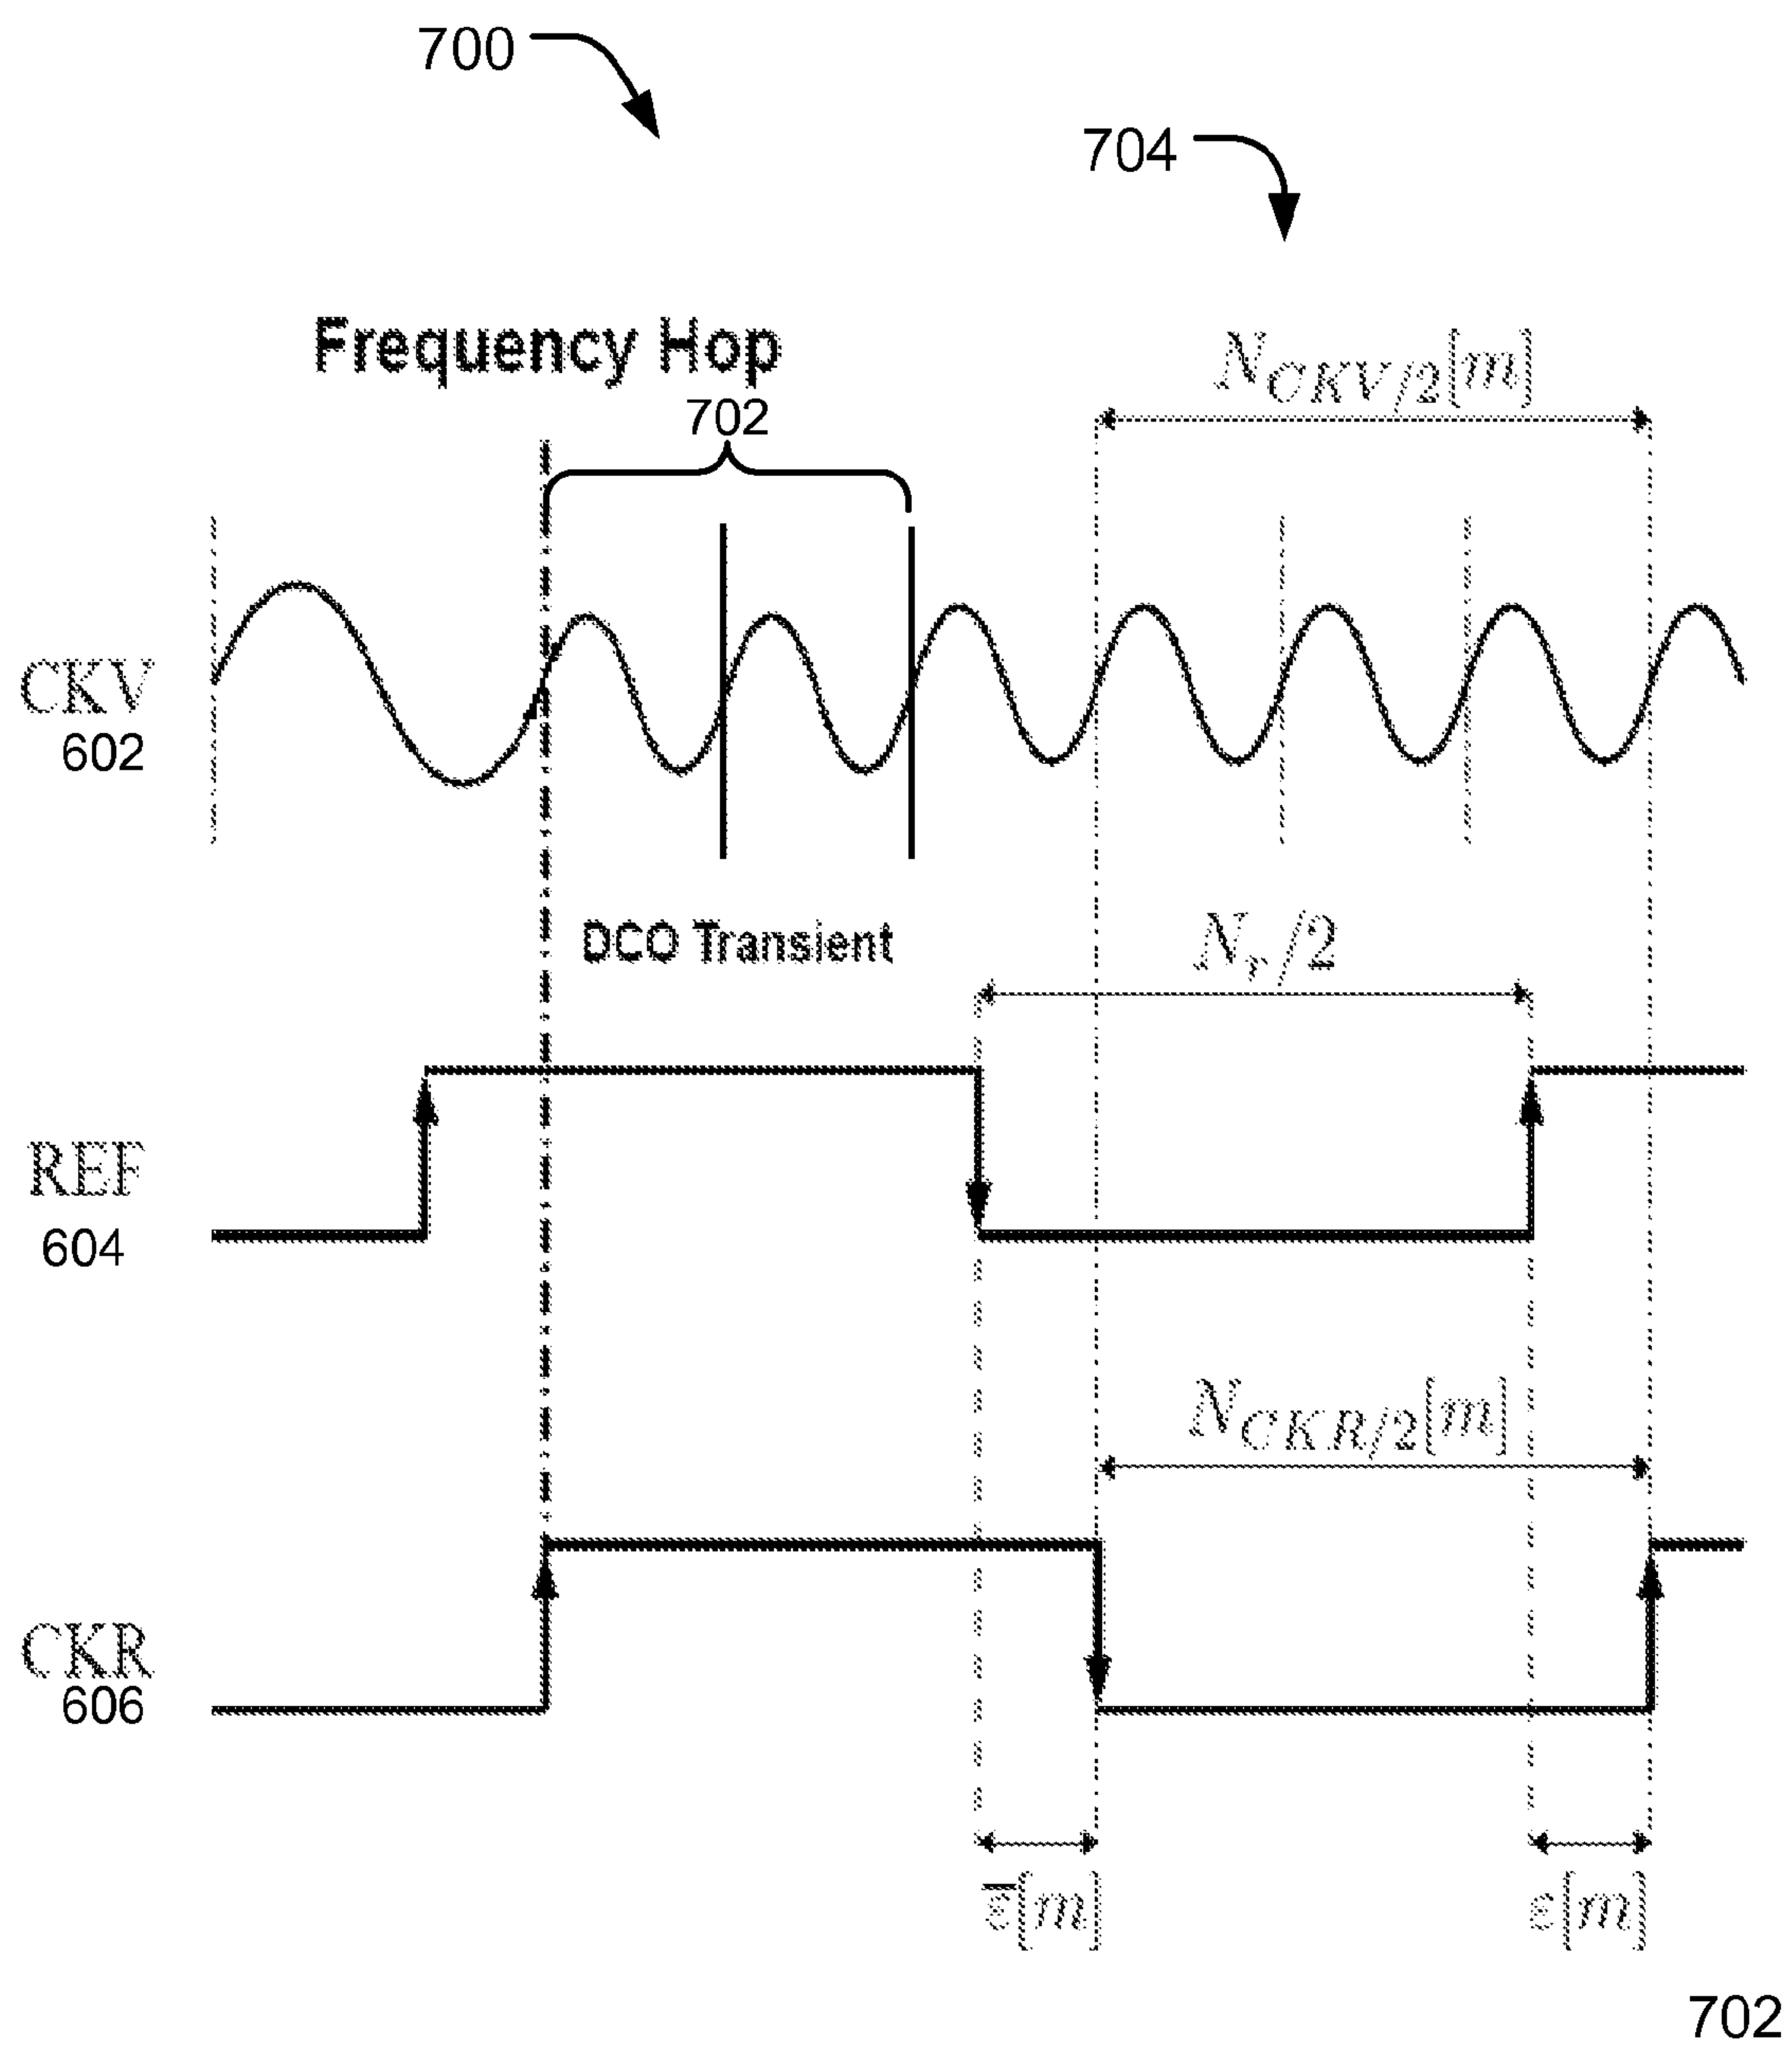 700
704
Frequency Hop
702
N_{CKV/2}[m]
CKV
602
DCO Transient
N_r/2
REF
604
N_{CKR/2}[m]
CKR
606
ε̅[m]
ε[m]
702